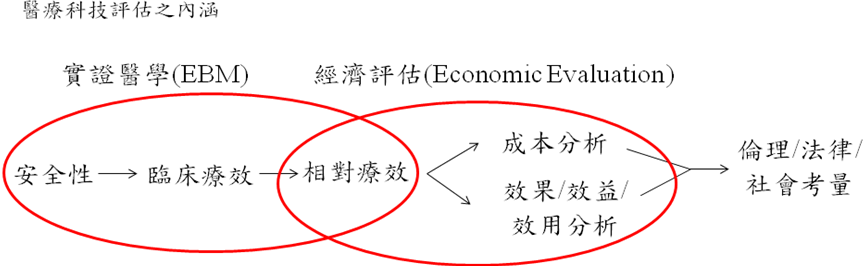 醫療科技評估之內涵
實證醫學(EBM)
經濟評估(Economic Evaluation)
安全性
臨床療效
相對療效
成本分析
效果/效益/
效用分析
倫理/法律/
社會考量